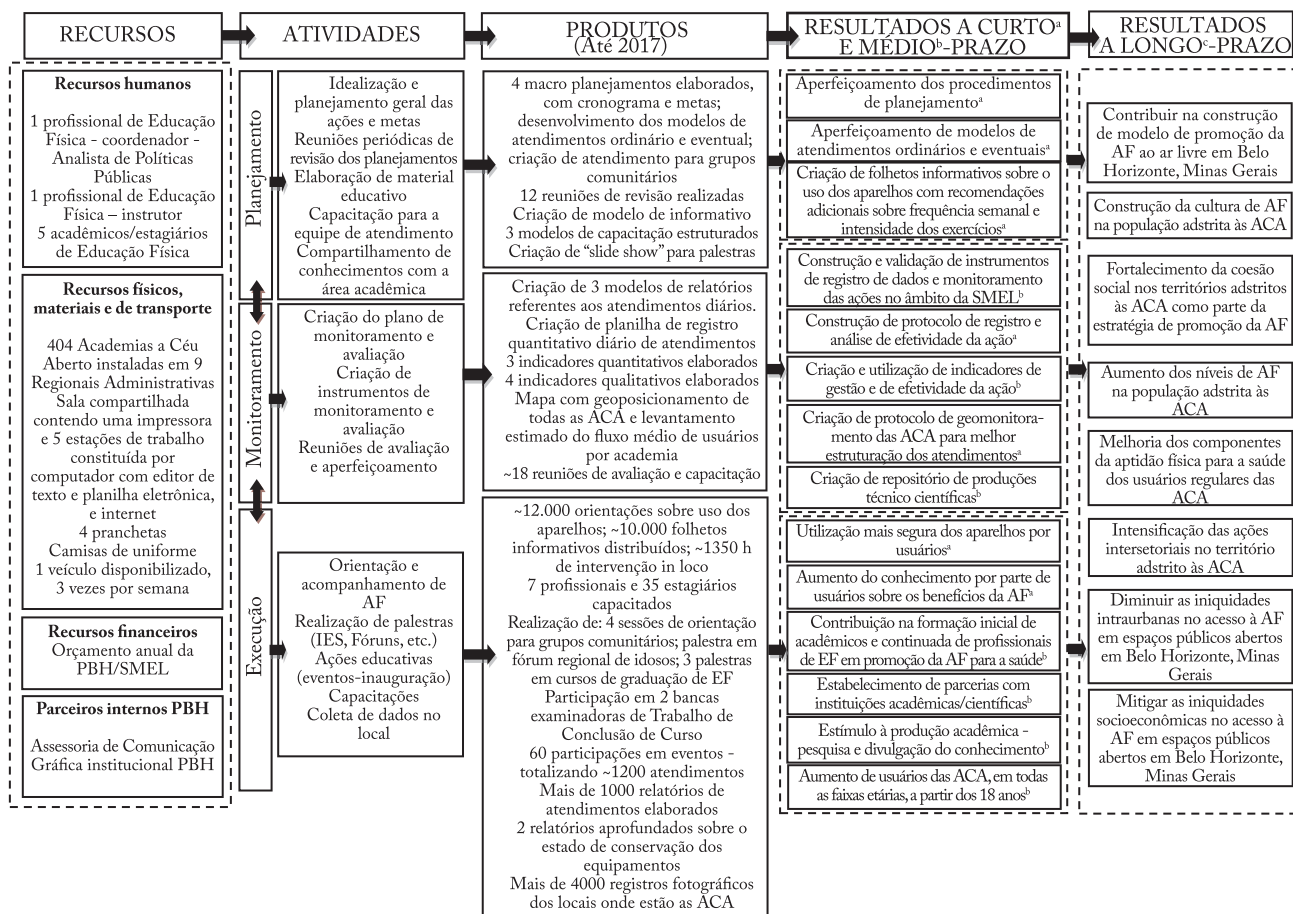 RECURSOS
ATIVIDADES
PRODUTOS
(Até 2017)
RESULTADOS A CURTOᵃ
E MÉDIOᵇ-PRAZO
RESULTADOS
A LONGOᶜ-PRAZO
Recursos humanos
1 profissional de Educação
Física - coordenador -
Analista de Políticas
Públicas
1 profissional de Educação
Física – instrutor
5 acadêmicos/estagiários
de Educação Física
Recursos físicos,
materiais e de transporte
404 Academias a Céu
Aberto instaladas em 9
Regionais Administrativas
Sala compartilhada
contendo uma impressora
e 5 estações de trabalho
constituída por
computador com editor de
texto e planilha eletrônica,
e internet
4 pranchetas
Camisas de uniforme
1 veículo disponibilizado,
3 vezes por semana
Recursos financeiros
Orçamento anual da
PBH/SMEL
Parceiros internos PBH
Assessoria de Comunicação
Gráfica institucional PBH
Planejamento
Idealização e
planejamento geral das
ações e metas
Reuniões periódicas de
revisão dos planejamentos
Elaboração de material
educativo
Capacitação para a
equipe de atendimento
Compartilhamento de
conhecimentos com a
área acadêmica
Monitoramento
Criação do plano de
monitoramento e
avaliação
Criação de
instrumentos de
monitoramento e
avaliação
Reuniões de avaliação
e aperfeiçoamento
Execução
Orientação e
acompanhamento de
AF
Realização de palestras
(IES, Fóruns, etc.)
Ações educativas
(eventos-inauguração)
Capacitações
Coleta de dados no
local
4 macro planejamentos elaborados,
com cronograma e metas;
desenvolvimento dos modelos de
atendimentos ordinário e eventual;
criação de atendimento para grupos
comunitários
12 reuniões de revisão realizadas
Criação de modelo de informativo
3 modelos de capacitação estruturados
Criação de “slide show” para palestras
Criação de 3 modelos de relatórios
referentes aos atendimentos diários.
Criação de planilha de registro
quantitativo diário de atendimentos
3 indicadores quantitativos elaborados
4 indicadores qualitativos elaborados
Mapa com geoposicionamento de
todas as ACA e levantamento
estimado do fluxo médio de usuários
por academia
~18 reuniões de avaliação e capacitação
~12.000 orientações sobre uso dos
aparelhos; ~10.000 folhetos
informativos distribuídos; ~1350 h
de intervenção in loco
7 profissionais e 35 estagiários
capacitados
Realização de: 4 sessões de orientação
para grupos comunitários; palestra em
fórum regional de idosos; 3 palestras
em cursos de graduação de EF
Participação em 2 bancas
examinadoras de Trabalho de
Conclusão de Curso
60 participações em eventos -
totalizando ~1200 atendimentos
Mais de 1000 relatórios de
atendimentos elaborados
2 relatórios aprofundados sobre o
estado de conservação dos
equipamentos
Mais de 4000 registros fotográficos
dos locais onde estão as ACA
Aperfeiçoamento dos procedimentos
de planejamentoᵃ
Aperfeiçoamento de modelos de
atendimentos ordinários e eventuaisᵃ
Criação de folhetos informativos sobre o
uso dos aparelhos com recomendações
adicionais sobre frequência semanal e
intensidade dos exercíciosᵃ
Construção e validação de instrumentos
de registro de dados e monitoramento
das ações no âmbito da SMELᵇ
Construção de protocolo de registro e
análise de efetividade da açãoᵃ
Criação e utilização de indicadores de
gestão e de efetividade da açãoᵇ
Criação de protocolo de geomonitora-
mento das ACA para melhor
estruturação dos atendimentosᵃ
Criação de repositório de produções
técnico científicasᵇ
Utilização mais segura dos aparelhos por
usuáriosᵃ
Aumento do conhecimento por parte de
usuários sobre os benefícios da AFᵃ
Contribuição na formação inicial de
acadêmicos e continuada de profissionais
de EF em promoção da AF para a saúdeᵇ
Estabelecimento de parcerias com
instituições acadêmicas/científicasᵇ
Estímulo à produção acadêmica -
pesquisa e divulgação do conhecimentoᵇ
Aumento de usuários das ACA, em todas
as faixas etárias, a partir dos 18 anosᵇ
Contribuir na construção
de modelo de promoção da
AF ao ar livre em Belo
Horizonte, Minas Gerais
Construção da cultura de AF
na população adstrita às ACA
Fortalecimento da coesão
social nos territórios adstritos
às ACA como parte da
estratégia de promoção da AF
Aumento dos níveis de AF
na população adstrita às
ACA
Melhoria dos componentes
da aptidão física para a saúde
dos usuários regulares das
ACA
Intensificação das ações
intersetoriais no território
adstrito às ACA
Diminuir as iniquidades
intraurbanas no acesso à AF
em espaços públicos abertos
em Belo Horizonte, Minas
Gerais
Mitigar as iniquidades
socioeconômicas no acesso à
AF em espaços públicos
abertos em Belo Horizonte,
Minas Gerais